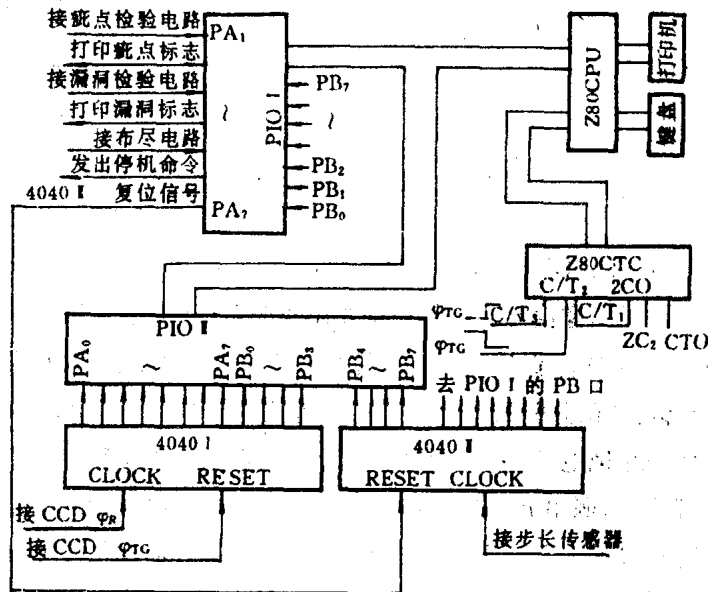 接疵点检验电路
PA₁
打印疵点标志
接漏洞检验电路
打印漏洞标志
~
接布尽电路
发出停机命令
4040 Ⅱ 复位信号
PA₇
PIO Ⅰ
PB₇
~
PB₂
PB₁
PB₀
Z80CPU
打印机
键盘
Z80CTC
C/T₂ 2CO
φTG
C/T₃
C/T₁
φTG
ZC₂ CTO
PIO Ⅱ
PA₀
~
PA₇
PB₀
~
PB₃
PB₄
~
PB₇
去 PIO Ⅰ 的 PB 口
4040 Ⅰ
CLOCK RESET
4040 Ⅱ
RESET CLOCK
接 CCD φR
接 CCD φTG
接步长传感器